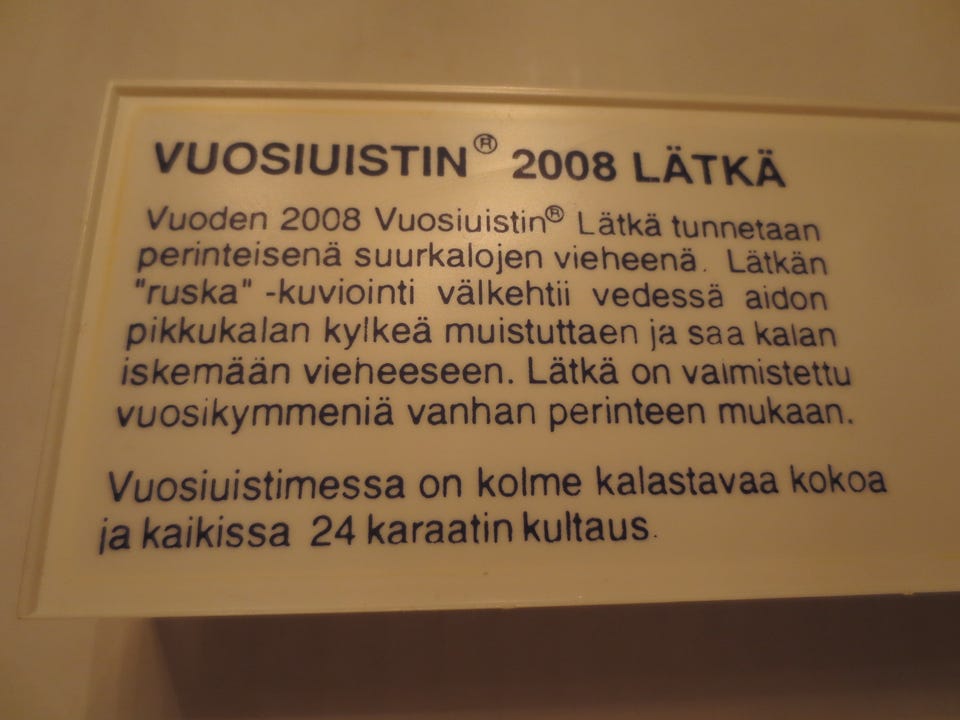 VUOSIUISTIN® 2008 LÄTKÄ
Vuoden 2008 Vuosiuistin® Lätkä tunnetaan
perinteisenä suurkalojen vieheenä. Lätkän
"ruska" -kuviointi välkehtii vedessä aidon
pikkukalan kylkeä muistuttaen ja saa kalan
iskemään vieheeseen. Lätkä on valmistettu
vuosikymmeniä vanhan perinteen mukaan.
Vuosiuistimessa on kolme kalastavaa kokoa
ja kaikissa 24 karaatin kultaus.